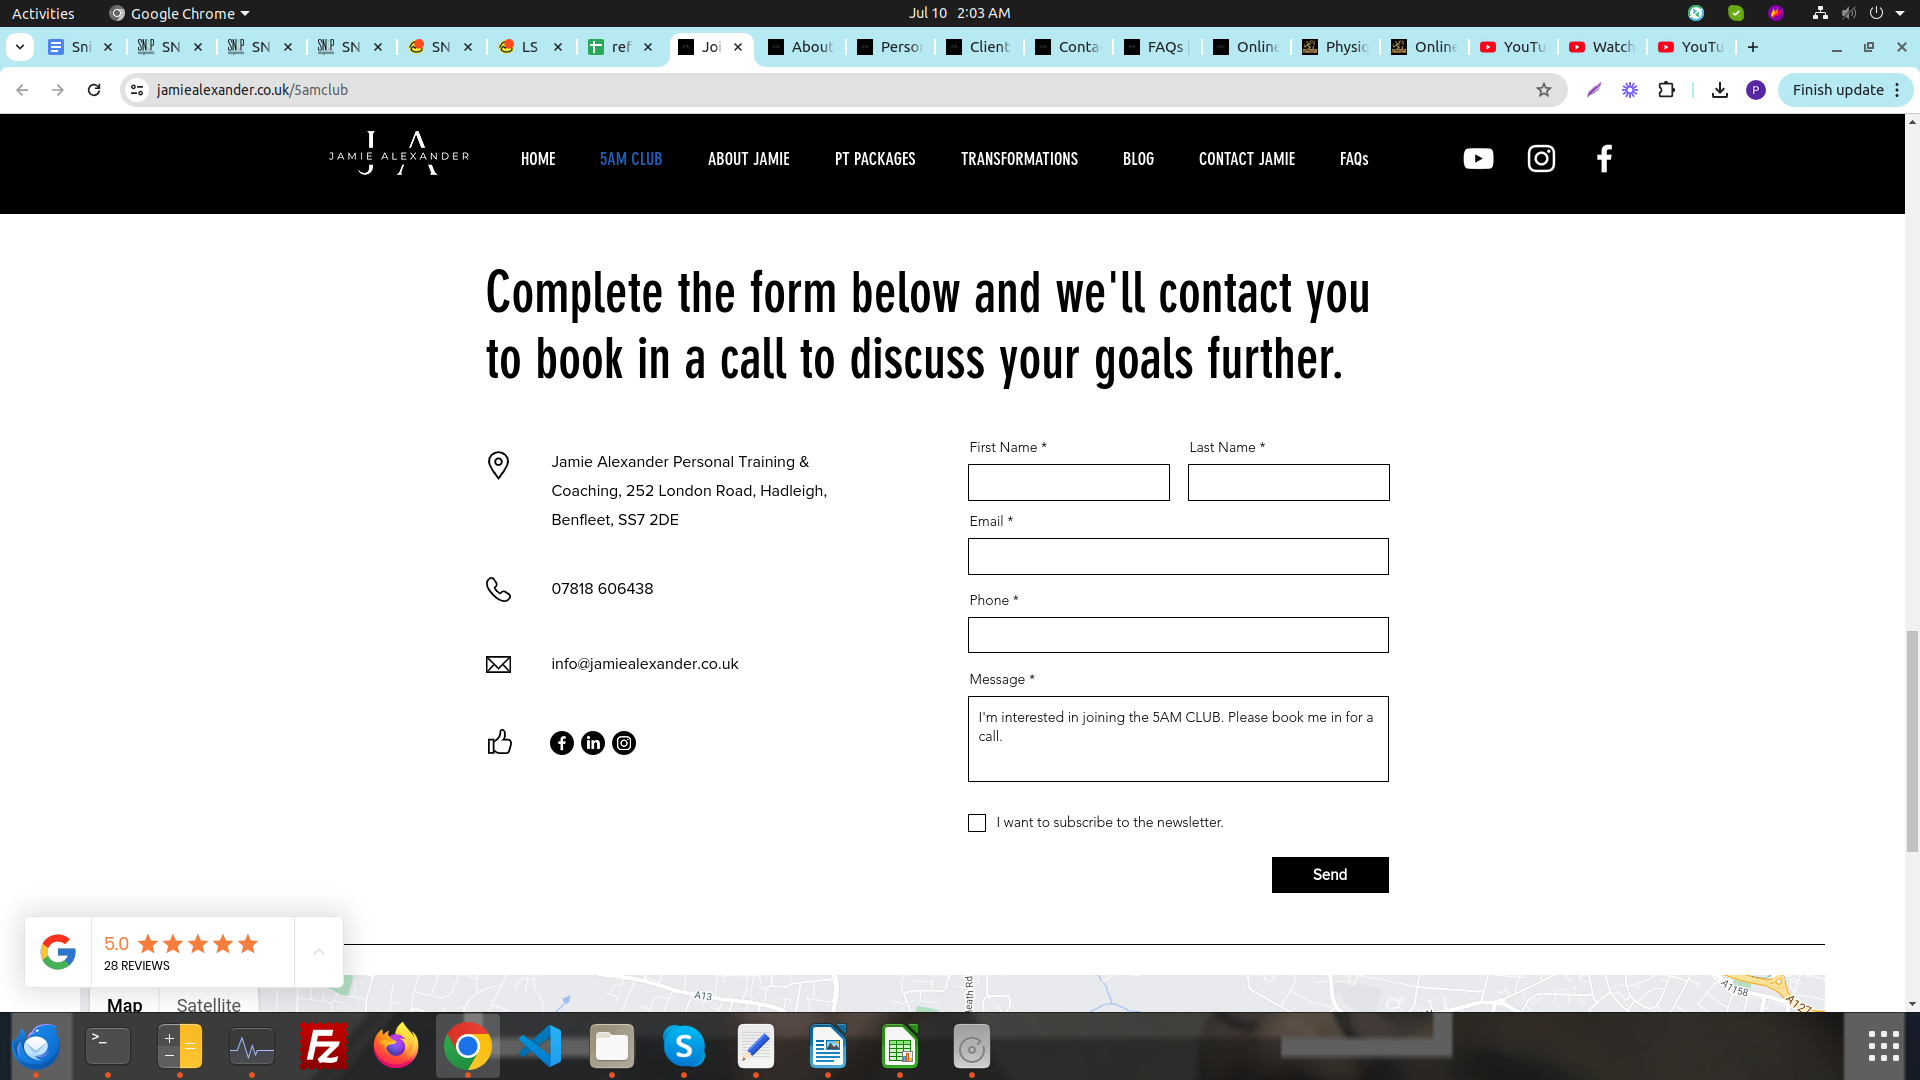 Activities
Google Chrome
Jul 10 2:03 AM
Sni
SN
SN
SN
SN
LS
ref
Joi
About
Person
Client
Conta
FAQs
Online
Physiq
Online
YouTu
Watch
YouTu
jamiealexander.co.uk/5amclub
P
Finish update
J A
JAMIE ALEXANDER
HOME
5AM CLUB
ABOUT JAMIE
PT PACKAGES
TRANSFORMATIONS
BLOG
CONTACT JAMIE
FAQs
Complete the form below and we'll contact you
to book in a call to discuss your goals further.
Jamie Alexander Personal Training &
Coaching, 252 London Road, Hadleigh,
Benfleet, SS7 2DE
07818 606438
info@jamiealexander.co.uk
First Name *
Last Name *
Email *
Phone *
Message *
I'm interested in joining the 5AM CLUB. Please book me in for a
call.
I want to subscribe to the newsletter.
Send
5.0
28 REVIEWS
Map
Satellite
A13
eath Rd
A1158
A127